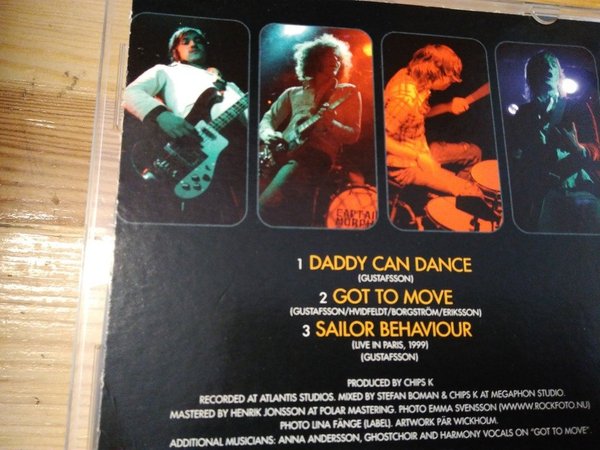 CAPTAIN
MORPH
1 DADDY CAN DANCE
(GUSTAFSSON)
2 GOT TO MOVE
(GUSTAFSSON/HVIDFELDT/BORGSTRÖM/ERIKSSON)
3 SAILOR BEHAVIOUR
(LIVE IN PARIS, 1999)
(GUSTAFSSON)
PRODUCED BY CHIPS K
RECORDED AT ATLANTIS STUDIOS. MIXED BY STEFAN BOMAN & CHIPS K AT MEGAPHON STUDIO.
MASTERED BY HENRIK JONSSON AT POLAR MASTERING. PHOTO EMMA SVENSSON (WWWW.ROCKFOTO.NU)
PHOTO LINA FÄNGE (LABEL). ARTWORK PÄR WICKHOLM.
ADDITIONAL MUSICIANS: ANNA ANDERSSON, GHOSTCHOIR AND HARMONY VOCALS ON "GOT TO MOVE"